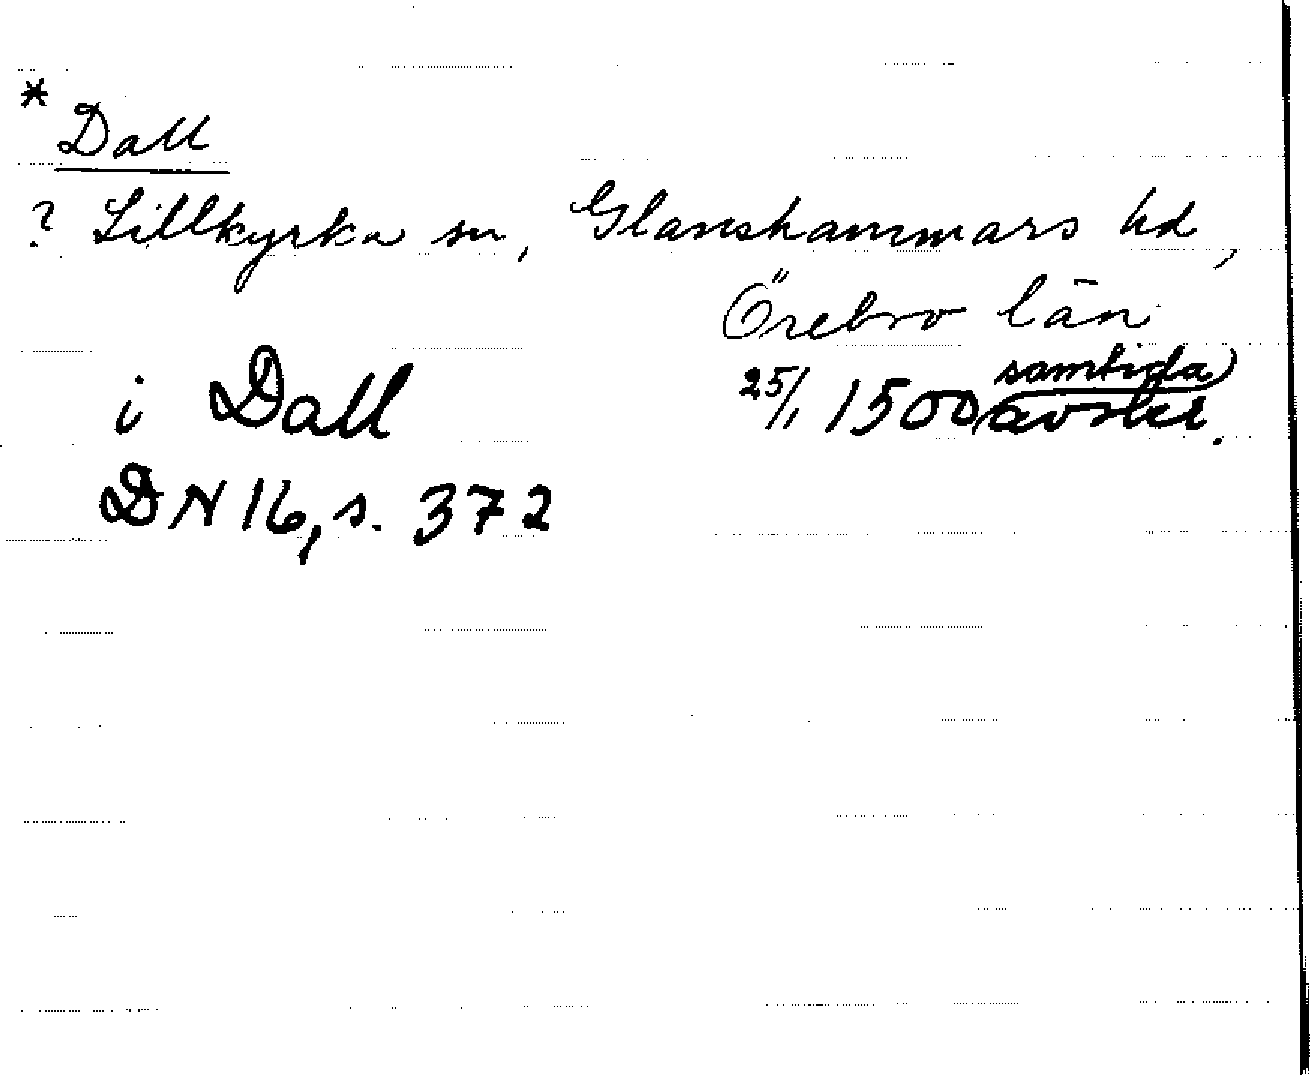 * Dall
? Lillkyrka sn, Glanshammars hd,
Örebro län
i Dall 25/1 1500 samtida avskr.
DN 16, s. 372